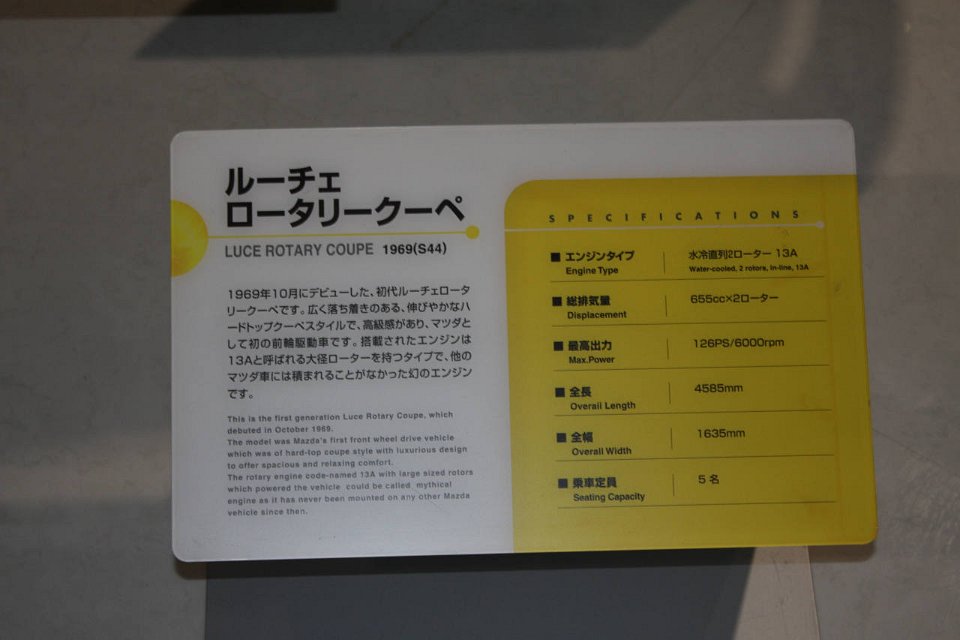 ルーチェ
ロータリークーペ
LUCE ROTARY COUPE 1969(S44)
1969年10月にデビューした、初代ルーチェロータ
リークーペです。広く落ち着きのある、伸びやかなハ
ードトップクーペスタイルで、高級感があり、マツダと
して初の前輪駆動車です。搭載されたエンジンは
13Aと呼ばれる大径ローターを持つタイプで、他の
マツダ車には積まれることがなかった幻のエンジン
です。
This is the first generation Luce Rotary Coupe, which
debuted in October 1969.
The model was Mazda's first front wheel drive vehicle
which was of hard-top coupe style with luxurious design
to offer spacious and relaxing comfort.
The rotary engine code-named 13A with large sized rotors
which powered the vehicle could be called mythical
engine as it has never been mounted on any other Mazda
vehicle since then.
SPECIFICATIONS
■ エンジンタイプ 水冷直列2ローター 13A
Engine Type Water-cooled, 2 rotors, In-line, 13A
■ 総排気量 655cc×2ローター
Displacement
■ 最高出力 126PS/6000rpm
Max.Power
■ 全長 4585mm
Overall Length
■ 全幅 1635mm
Overall Width
■ 乗車定員 5名
Seating Capacity